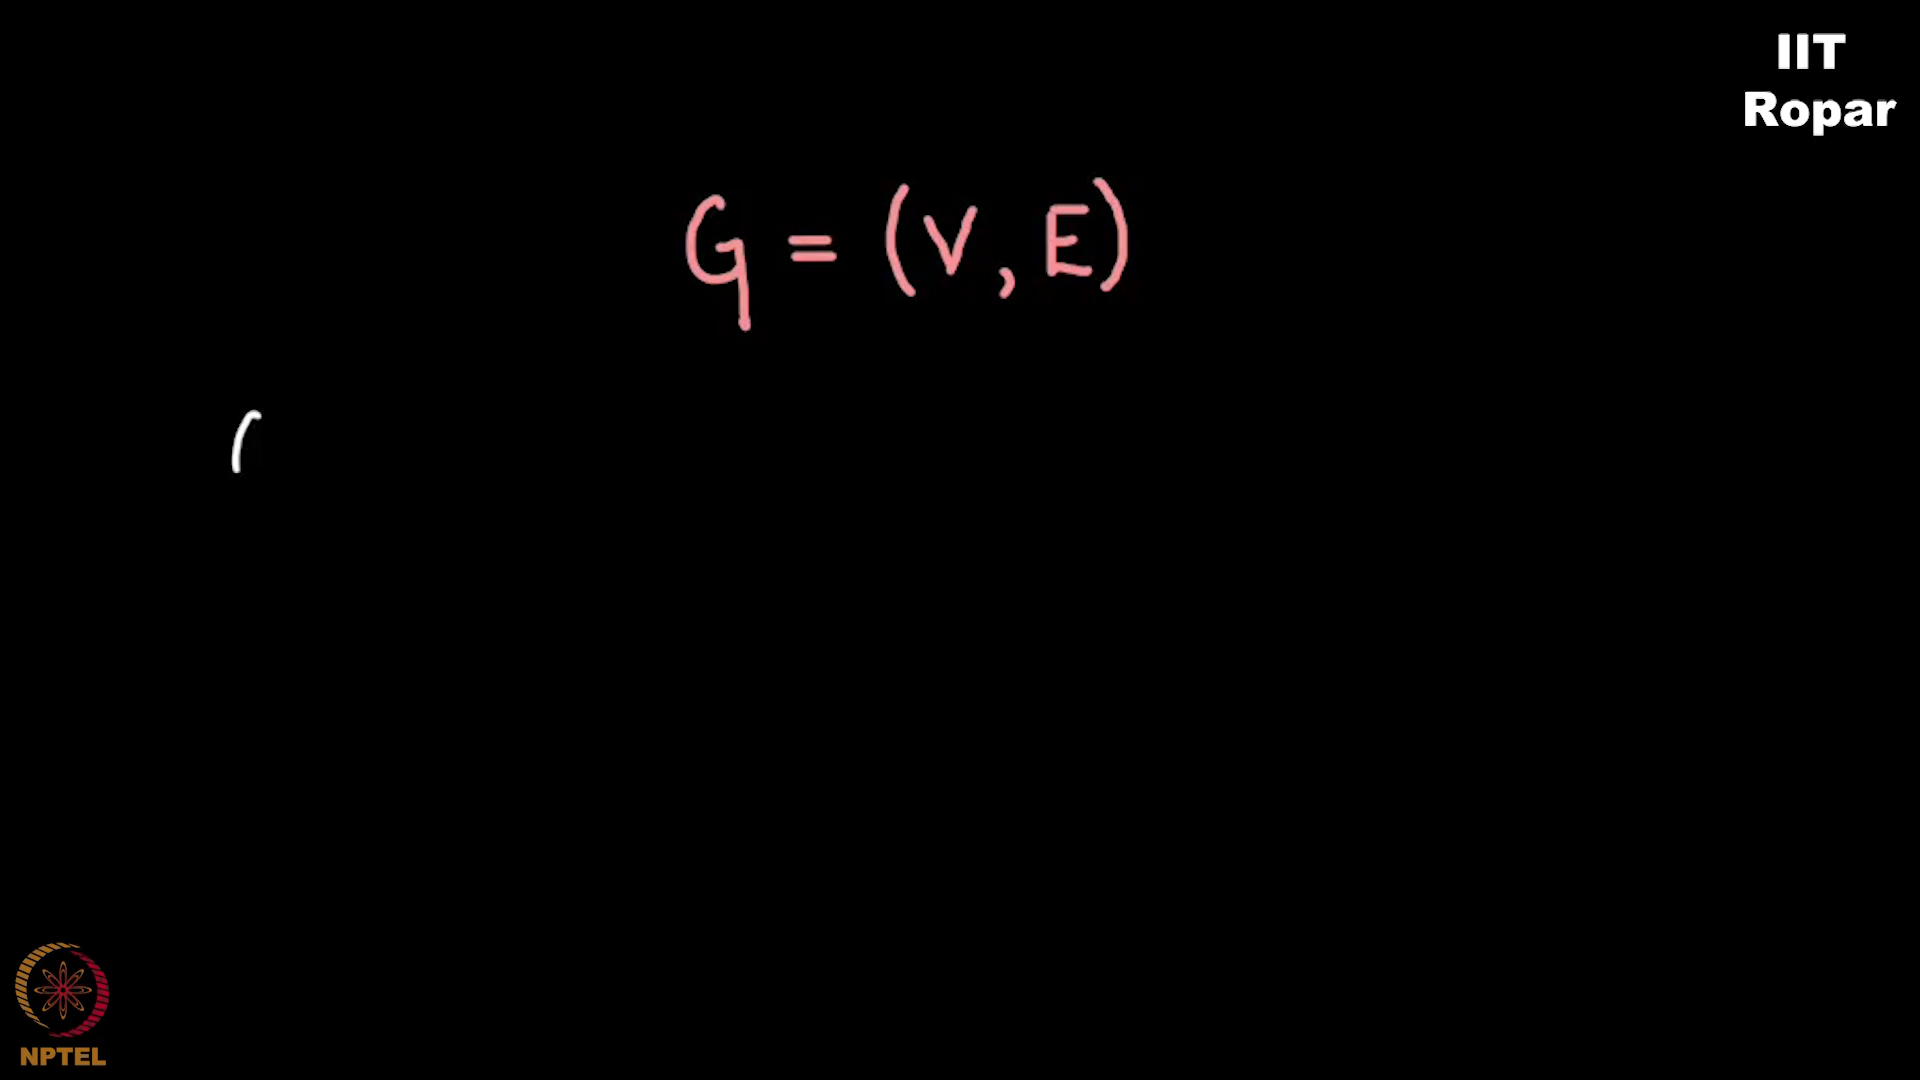 IIT
Ropar
G = (V, E)
NPTEL